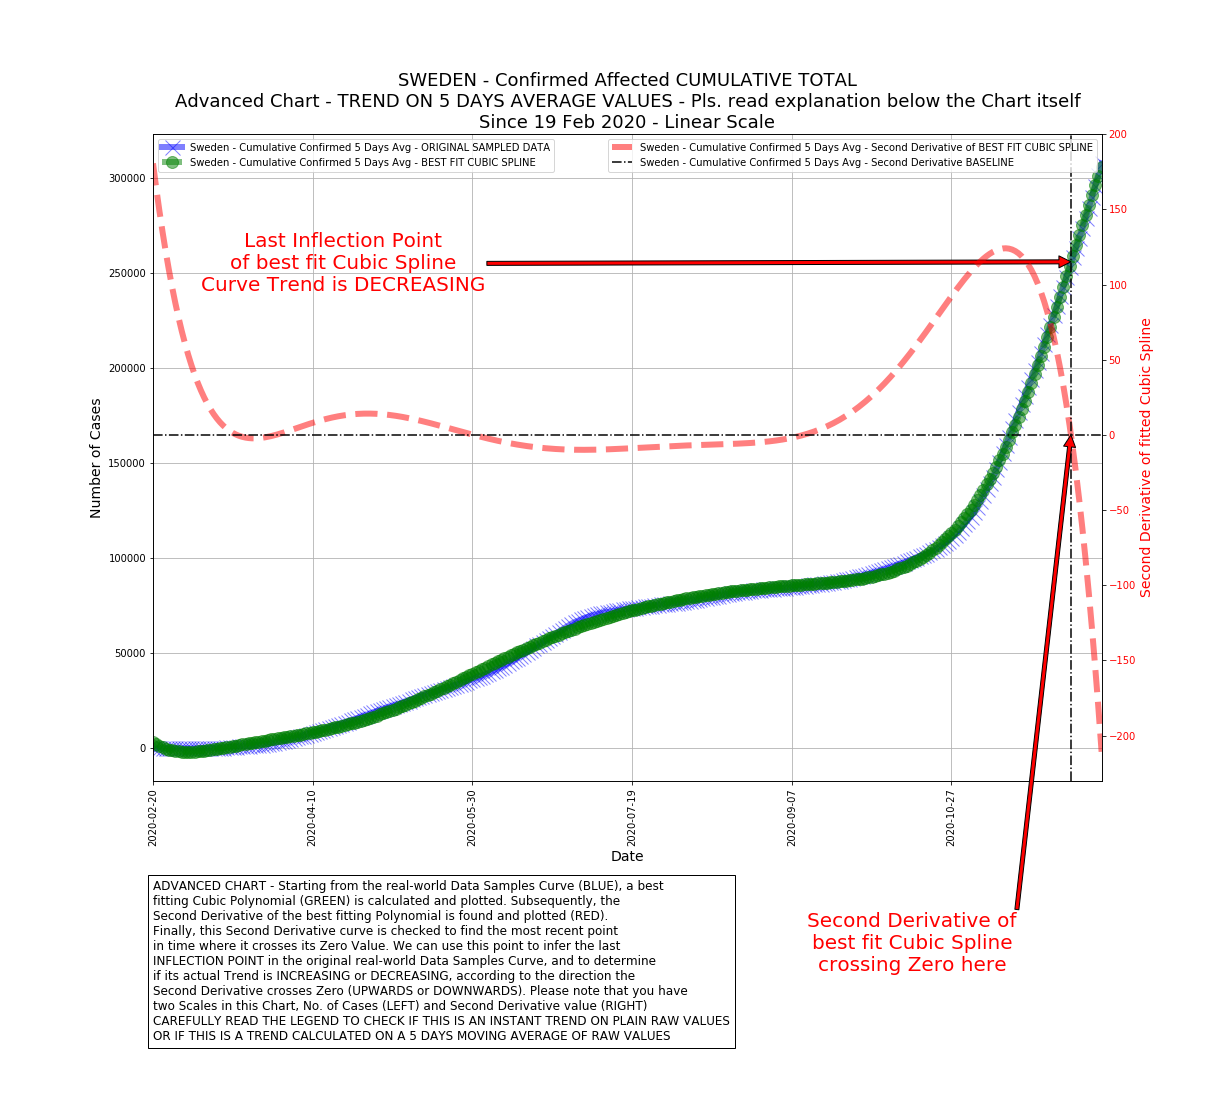 SWEDEN - Confirmed Affected CUMULATIVE TOTAL
Advanced Chart - TREND ON 5 DAYS AVERAGE VALUES - Pls. read explanation below the Chart itself
Since 19 Feb 2020 - Linear Scale
Sweden - Cumulative Confirmed 5 Days Avg - ORIGINAL SAMPLED DATA
Sweden - Cumulative Confirmed 5 Days Avg - BEST FIT CUBIC SPLINE
Sweden - Cumulative Confirmed 5 Days Avg - Second Derivative of BEST FIT CUBIC SPLINE
Sweden - Cumulative Confirmed 5 Days Avg - Second Derivative BASELINE
Last Inflection Point
of best fit Cubic Spline
Curve Trend is DECREASING
Number of Cases
300000
250000
200000
150000
100000
50000
0
200
150
100
50
0
−50
−100
−150
−200
Second Derivative of fitted Cubic Spline
2020-02-20
2020-04-10
2020-05-30
2020-07-19
2020-09-07
2020-10-27
Date
ADVANCED CHART - Starting from the real-world Data Samples Curve (BLUE), a best
fitting Cubic Polynomial (GREEN) is calculated and plotted. Subsequently, the
Second Derivative of the best fitting Polynomial is found and plotted (RED).
Finally, this Second Derivative curve is checked to find the most recent point
in time where it crosses its Zero Value. We can use this point to infer the last
INFLECTION POINT in the original real-world Data Samples Curve, and to determine
if its actual Trend is INCREASING or DECREASING, according to the direction the
Second Derivative crosses Zero (UPWARDS or DOWNWARDS). Please note that you have
two Scales in this Chart, No. of Cases (LEFT) and Second Derivative value (RIGHT)
CAREFULLY READ THE LEGEND TO CHECK IF THIS IS AN INSTANT TREND ON PLAIN RAW VALUES
OR IF THIS IS A TREND CALCULATED ON A 5 DAYS MOVING AVERAGE OF RAW VALUES
Second Derivative of
best fit Cubic Spline
crossing Zero here